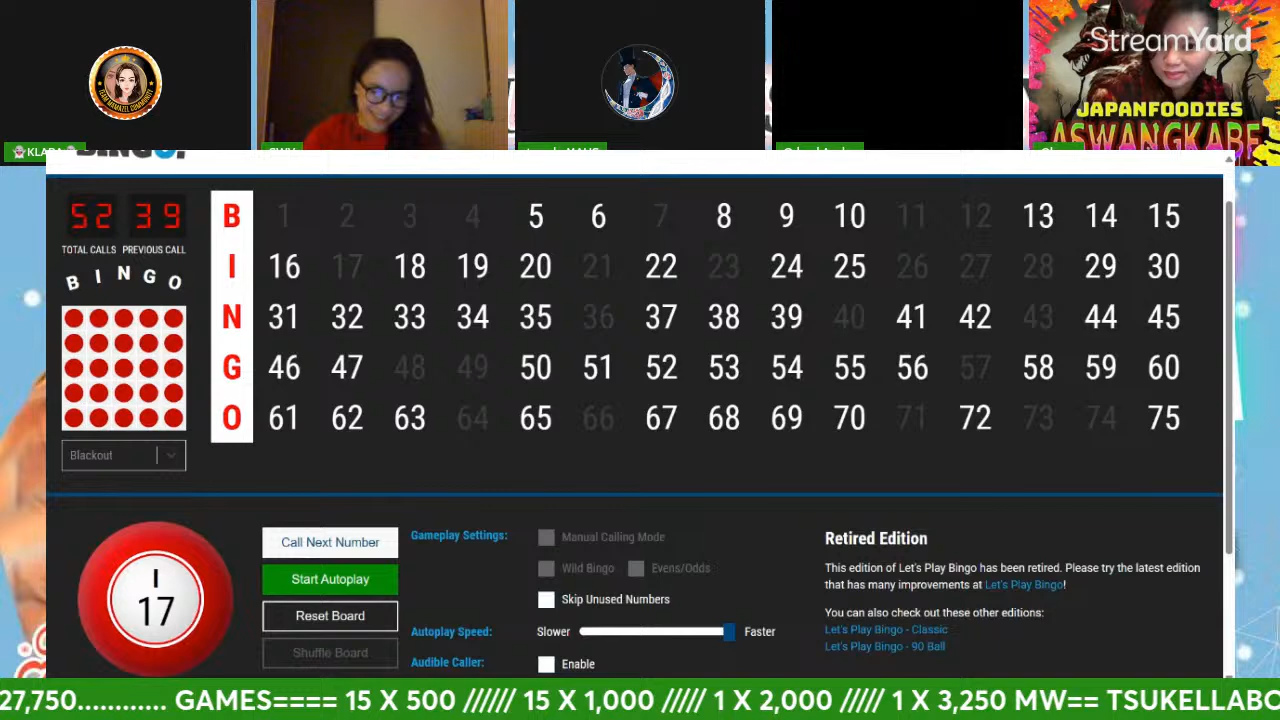 StreamYard
JAPANFOODIES
ASWANGKABE
BINGO!
52 39
TOTAL CALLS PREVIOUS CALL
B I N G O
Blackout
B 1 2 3 4 5 6 7 8 9 10 11 12 13 14 15
I 16 17 18 19 20 21 22 23 24 25 26 27 28 29 30
N 31 32 33 34 35 36 37 38 39 40 41 42 43 44 45
G 46 47 48 49 50 51 52 53 54 55 56 57 58 59 60
O 61 62 63 64 65 66 67 68 69 70 71 72 73 74 75
I
17
Call Next Number
Start Autoplay
Reset Board
Shuffle Board
Gameplay Settings:
Manual Calling Mode
Wild Bingo Evens/Odds
Skip Unused Numbers
Autoplay Speed: Slower Faster
Audible Caller: Enable
Retired Edition
This edition of Let's Play Bingo has been retired. Please try the latest edition
that has many improvements at Let's Play Bingo!
You can also check out these other editions:
Let's Play Bingo - Classic
Let's Play Bingo - 90 Ball
27,750............ GAMES==== 15 X 500 ////// 15 X 1,000 ///// 1 X 2,000 ///// 1 X 3,250 MW== TSUKELLABO